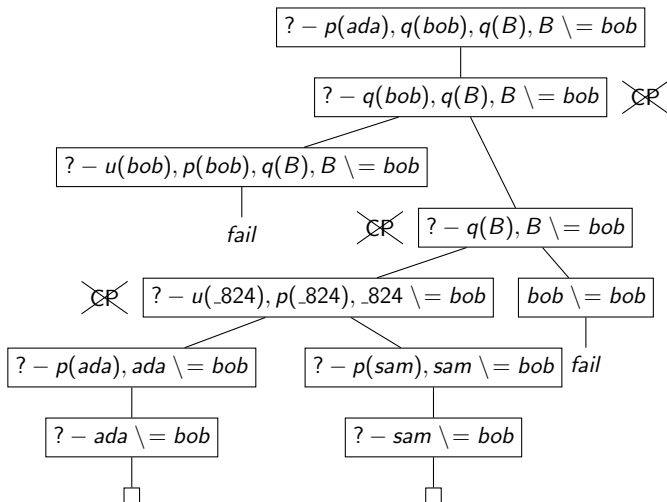 ? − p(ada), q(bob), q(B), B \= bob
? − q(bob), q(B), B \= bob CP
? − u(bob), p(bob), q(B), B \= bob
fail
CP ? − q(B), B \= bob
CP ? − u(_824), p(_824), _824 \= bob bob \= bob
? − p(ada), ada \= bob ? − p(sam), sam \= bob fail
? − ada \= bob ? − sam \= bob